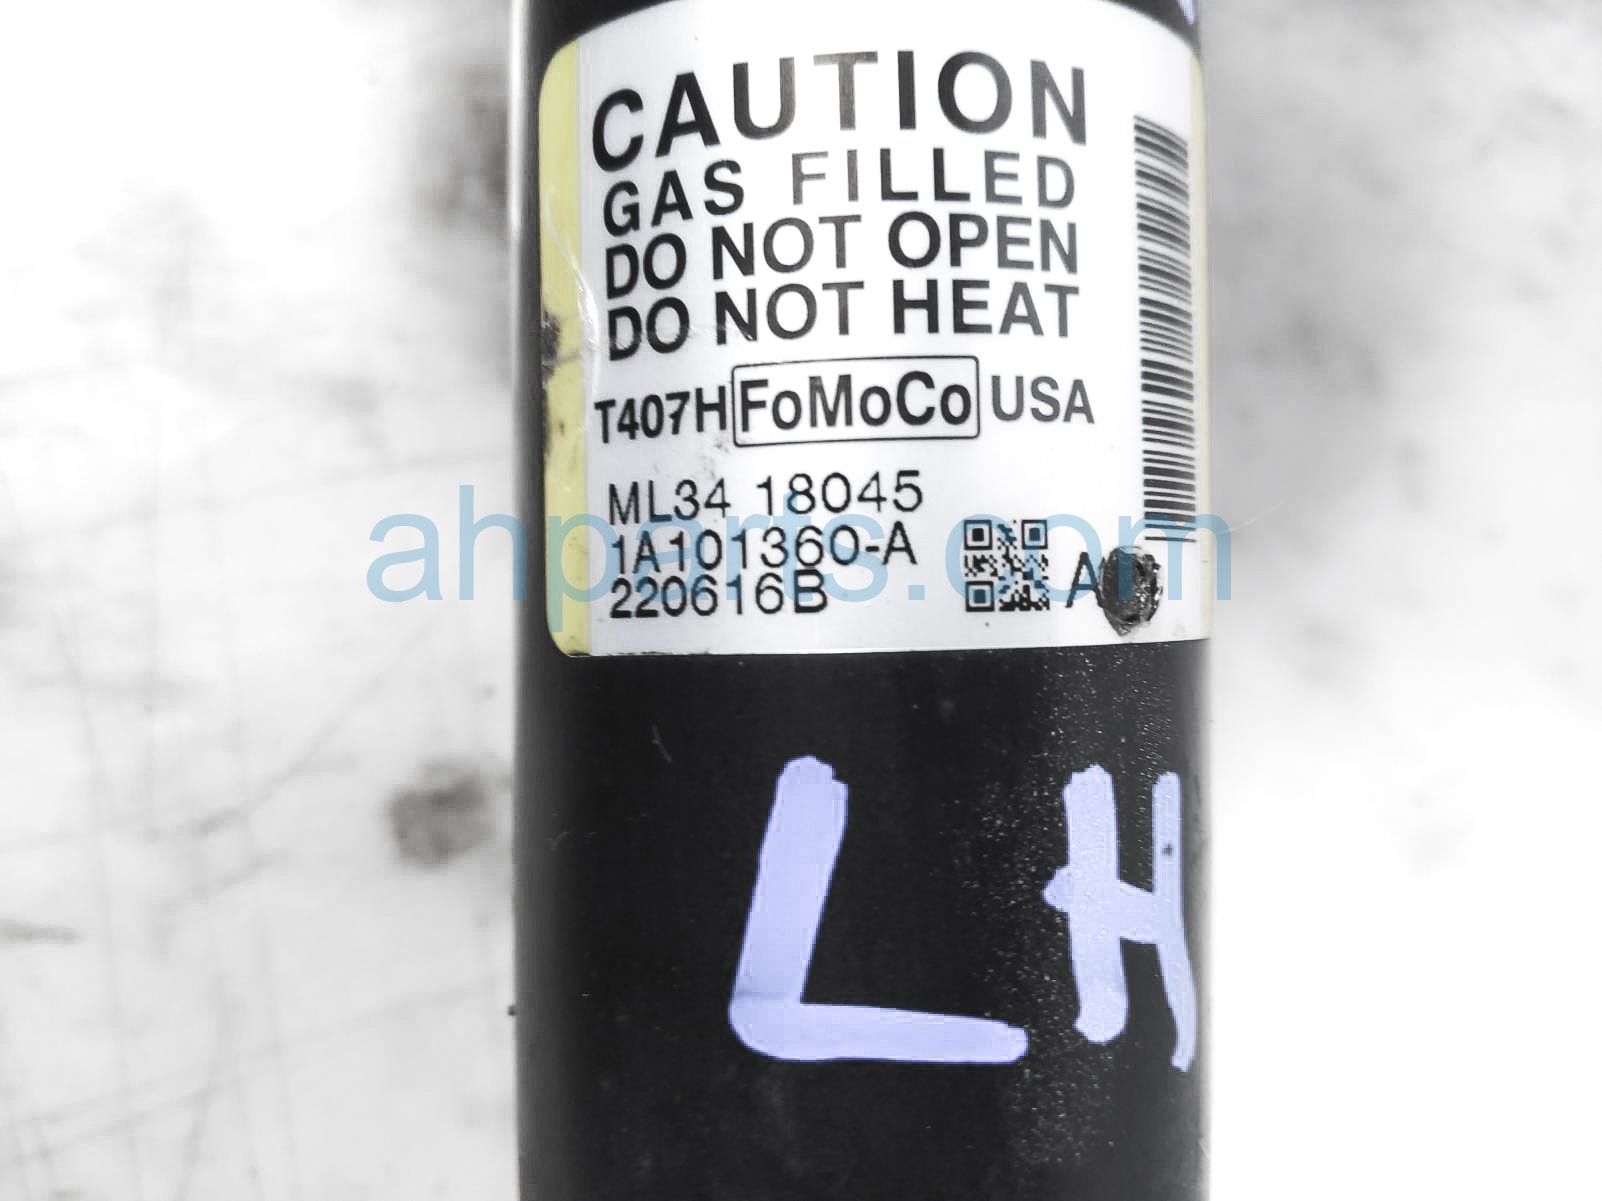 CAUTION
GAS FILLED
DO NOT OPEN
DO NOT HEAT
T407H FoMoCo USA
ML34 18045
1A101360-A
220616B
A
ahparts.com
LH